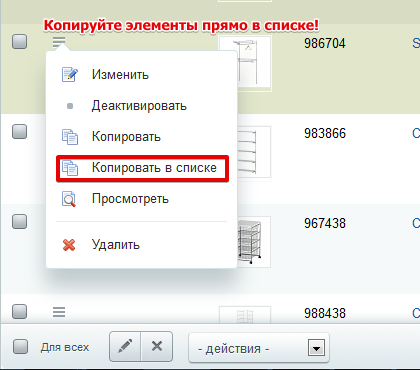 Копируйте элементы прямо в списке!
986704
Изменить
Деактивировать
Копировать
983866
Копировать в списке
Просмотреть
967438
Удалить
988438
Для всех
- действия -